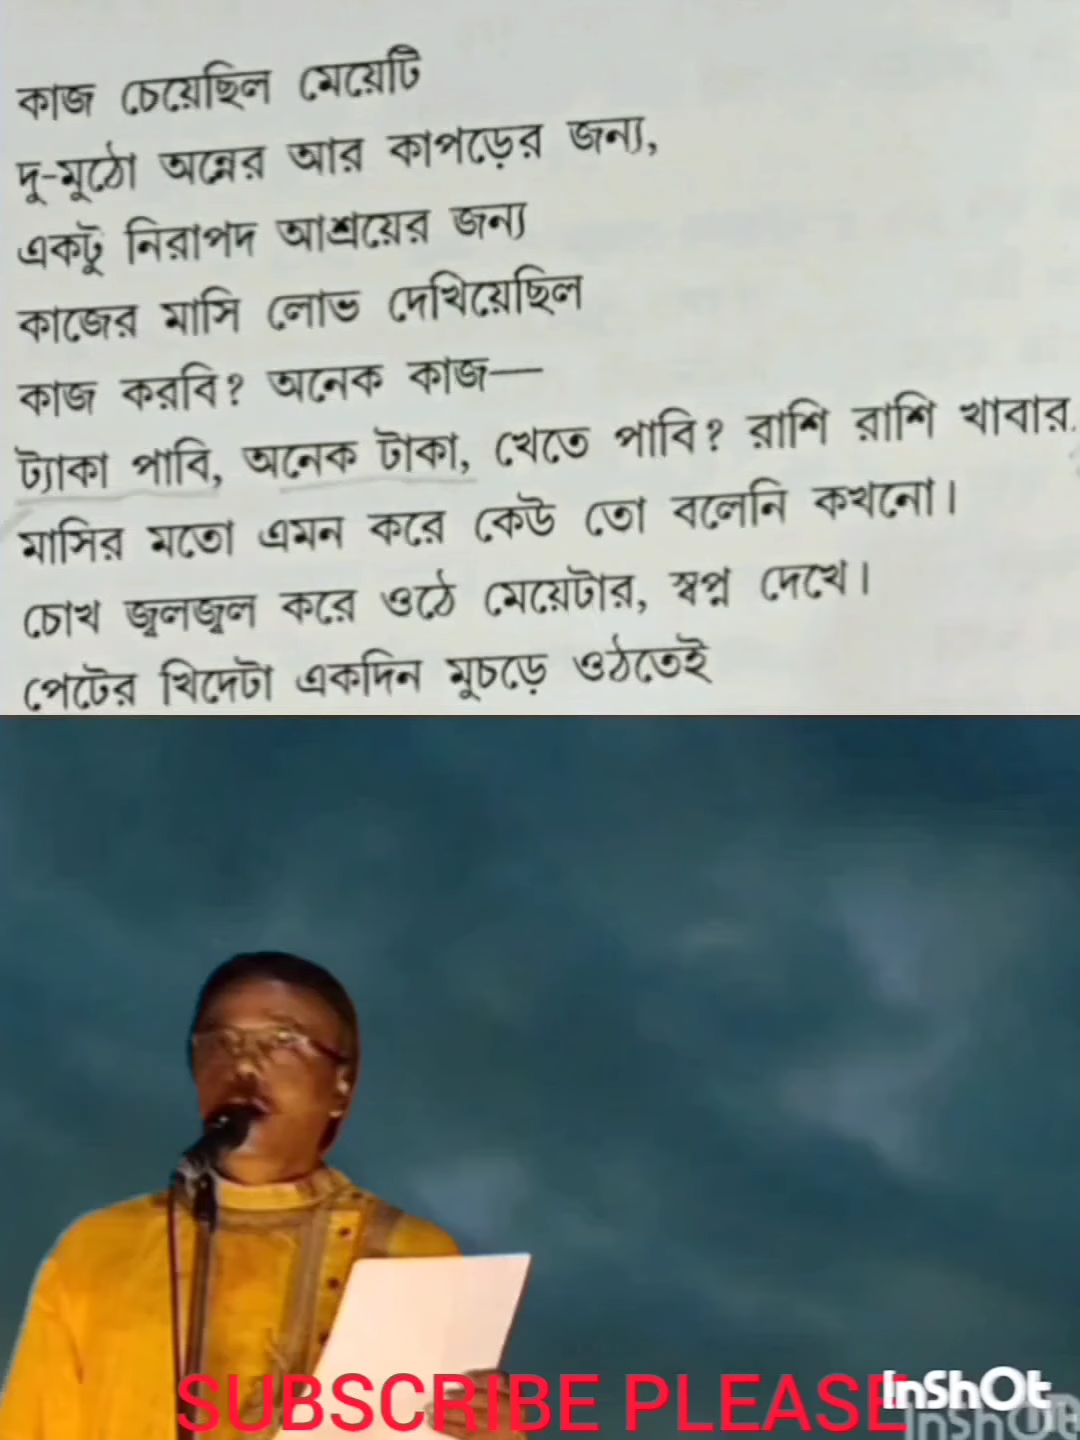 কাজ চেয়েছিল মেয়েটি
দু-মুঠো অন্নের আর কাপড়ের জন্য,
একটু নিরাপদ আশ্রয়ের জন্য
কাজের মাসি লোভ দেখিয়েছিল
কাজ করবি? অনেক কাজ—
ট্যাকা পাবি, অনেক টাকা, খেতে পাবি? রাশি রাশি খাবার.
মাসির মতো এমন করে কেউ তো বলেনি কখনো।
চোখ জ্বলজ্বল করে ওঠে মেয়েটার, স্বপ্ন দেখে।
পেটের খিদেটা একদিন মুচড়ে ওঠতেই
SUBSCRIBE PLEASE
InShOt
InShOt